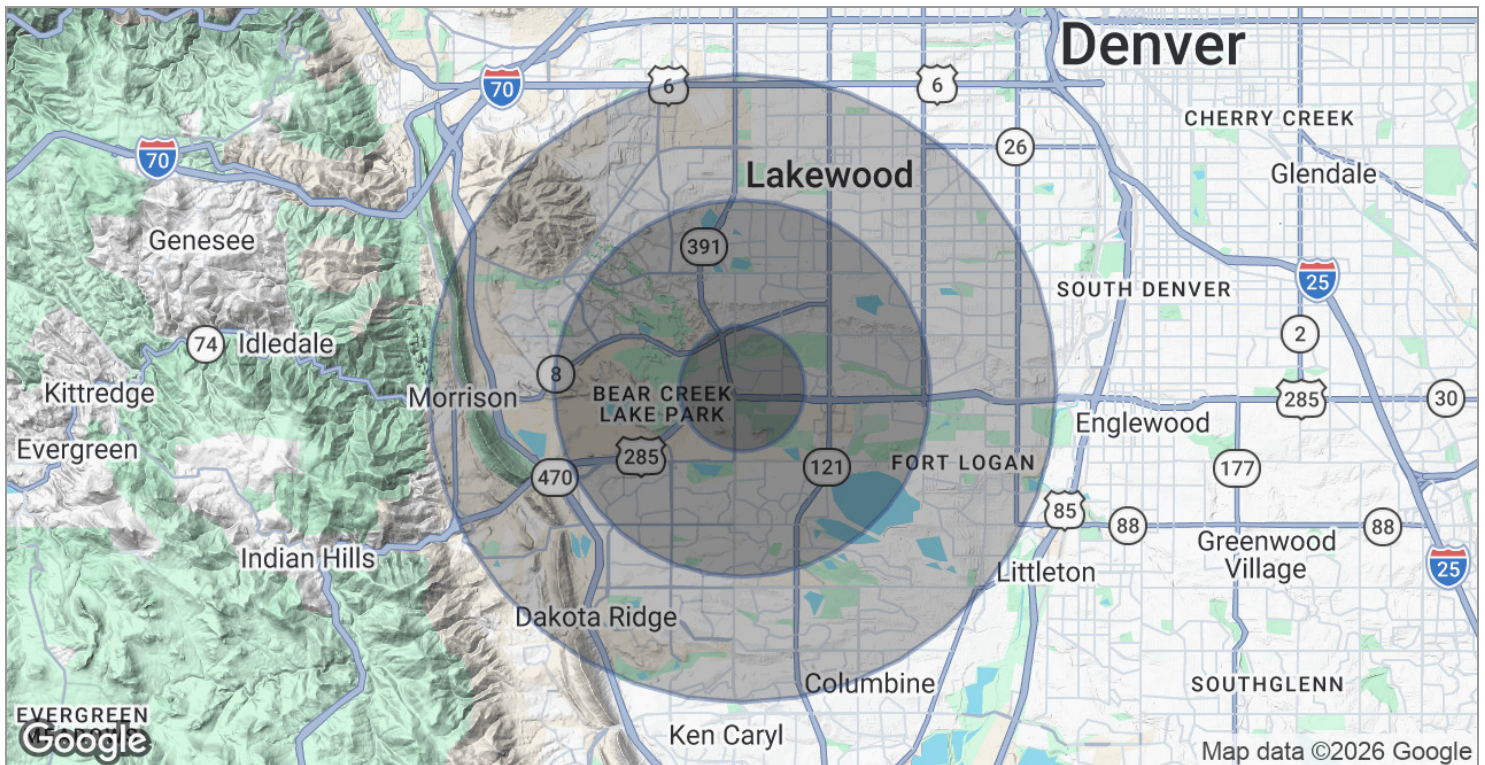 Denver
70
6
6
CHERRY CREEK
26
70
Glendale
Lakewood
Genesee
391
25
SOUTH DENVER
2
74
Idledale
8
Kittredge
Morrison
BEAR CREEK
LAKE PARK
285
30
Englewood
Evergreen
285
121
FORT LOGAN
177
470
85
88
88
Greenwood
Village
Indian Hills
Littleton
25
Dakota Ridge
Columbine
SOUTHGLENN
EVERGREEN
Ken Caryl
Google
Map data ©2026 Google